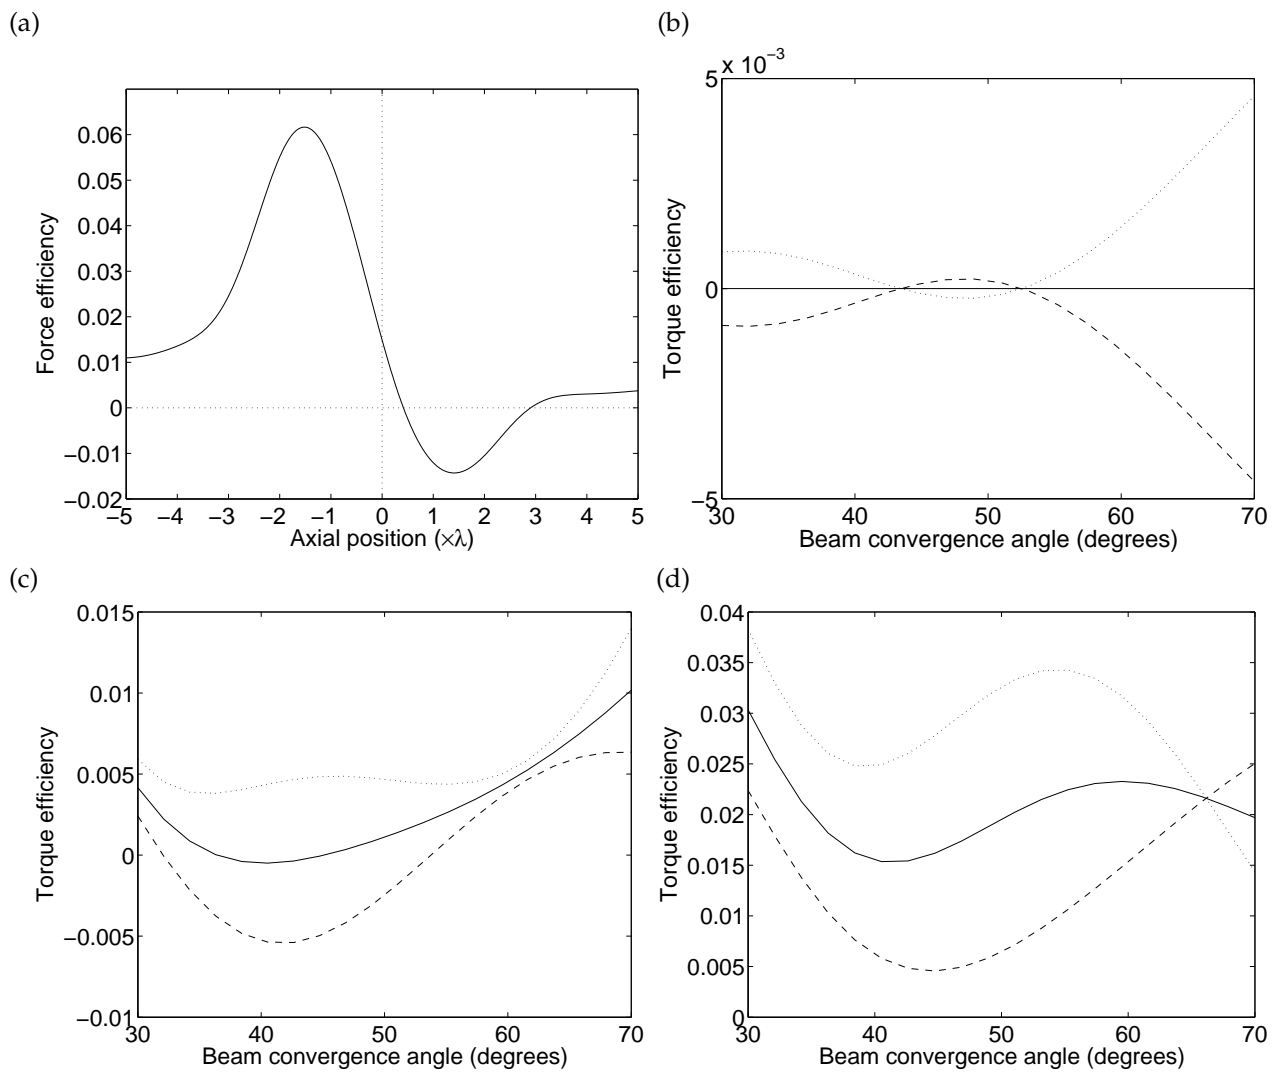 (a)
0.06
0.05
0.04
0.03
0.02
0.01
0
−0.01
−0.02
−5 −4 −3 −2 −1 0 1 2 3 4 5
Axial position (×λ)
Force efficiency
(b)
5 x 10⁻³
0
−5
30 40 50 60 70
Beam convergence angle (degrees)
Torque efficiency
(c)
0.015
0.01
0.005
0
−0.005
−0.01
30 40 50 60 70
Beam convergence angle (degrees)
Torque efficiency
(d)
0.04
0.035
0.03
0.025
0.02
0.015
0.01
0.005
0
30 40 50 60 70
Beam convergence angle (degrees)
Torque efficiency